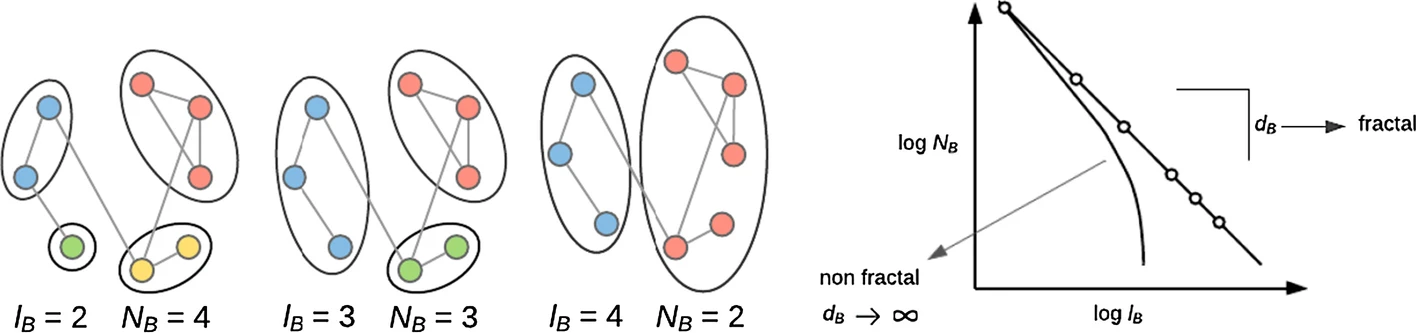 l_B = 2 N_B = 4
l_B = 3 N_B = 3
l_B = 4 N_B = 2
log N_B
d_B
fractal
non fractal
d_B → ∞
log l_B